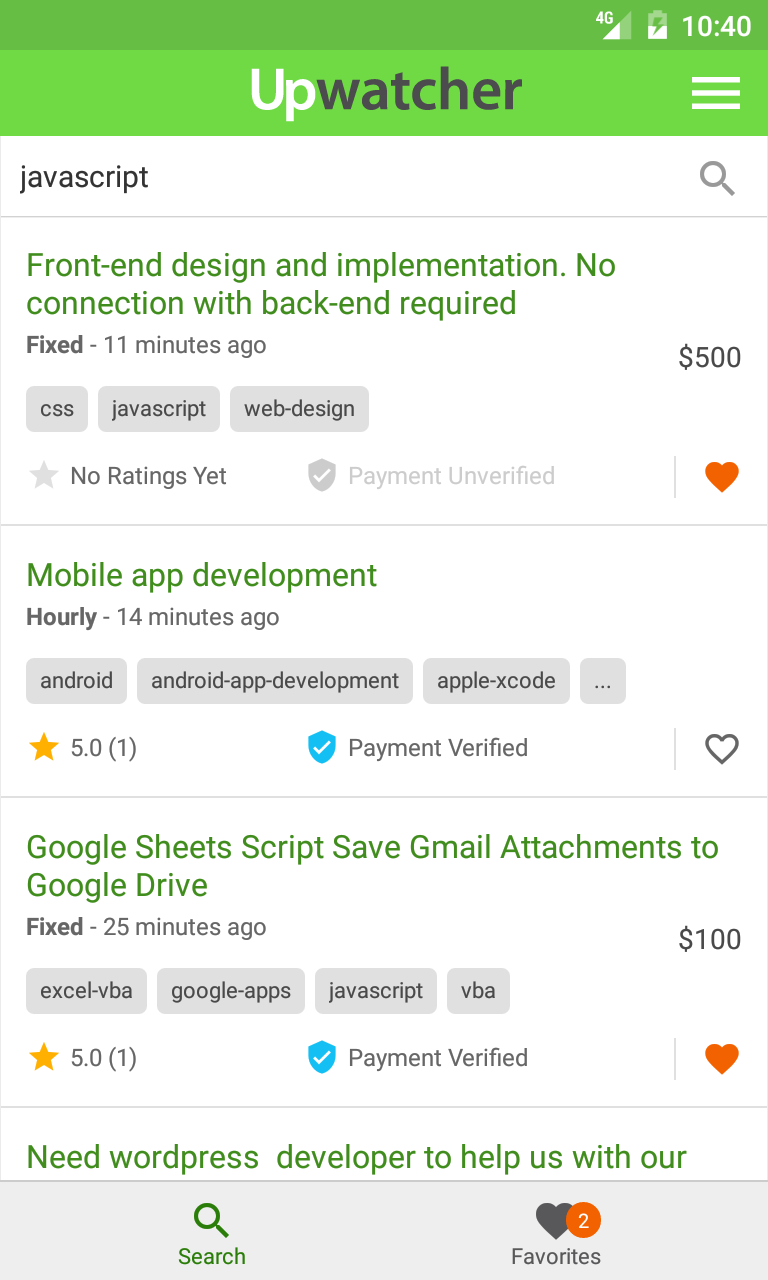 4G 10:40
Upwatcher
javascript
Front-end design and implementation. No
connection with back-end required
Fixed - 11 minutes ago
$500
css javascript web-design
No Ratings Yet Payment Unverified
Mobile app development
Hourly - 14 minutes ago
android android-app-development apple-xcode ...
5.0 (1) Payment Verified
Google Sheets Script Save Gmail Attachments to
Google Drive
Fixed - 25 minutes ago
$100
excel-vba google-apps javascript vba
5.0 (1) Payment Verified
Need wordpress  developer to help us with our
2
Search Favorites